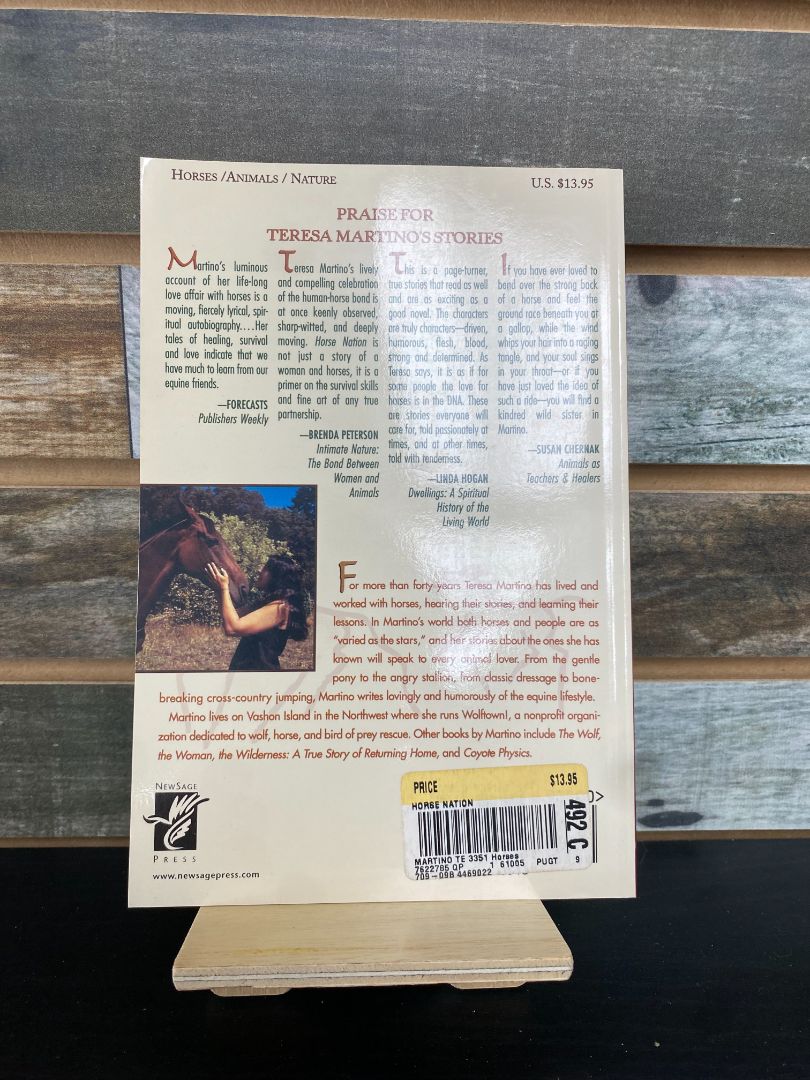 HORSES /ANIMALS / NATURE
U.S. $13.95
PRAISE FOR
TERESA MARTINO'S STORIES
Martino's luminous
account of her life-long
love affair with horses is a
moving, fiercely lyrical, spir-
itual autobiography....Her
tales of healing, survival
and love indicate that we
have much to learn from our
equine friends.
—FORECASTS
Publishers Weekly
Teresa Martino's lively
and compelling celebration
of the human-horse bond is
at once keenly observed,
sharp-witted, and deeply
moving. Horse Nation is
not just a story of a
woman and horses, it is a
primer on the survival skills
and fine art of any true
partnership.
—BRENDA PETERSON
Intimate Nature:
The Bond Between
Women and
Animals
This is a page-turner,
true stories that read as well
and are as exciting as a
good novel. The characters
are truly characters—driven,
humorous, flesh, blood,
strong and determined. As
Teresa says, it is as if for
some people the love for
horses is in the DNA. These
are stories everyone will
care for, told passionately at
times, and at other times,
told with tenderness.
—LINDA HOGAN
Dwellings: A Spiritual
History of the
Living World
If you have ever loved to
bend over the strong back
of a horse and feel the
ground race beneath you at
a gallop, while the wind
whips your hair into a raging
tangle, and your soul sings
in your throat—or if you
have just loved the idea of
such a ride—you will find a
kindred wild sister in
Martino.
—SUSAN CHERNAK
Animals as
Teachers & Healers
For more than forty years Teresa Martino has lived and
worked with horses, hearing their stories, and learning their
lessons. In Martino's world both horses and people are as
"varied as the stars," and her stories about the ones she has
known will speak to every animal lover. From the gentle
pony to the angry stallion, from classic dressage to bone-
breaking cross-country jumping, Martino writes lovingly and humorously of the equine lifestyle.
Martino lives on Vashon Island in the Northwest where she runs Wolftown!, a nonprofit organi-
zation dedicated to wolf, horse, and bird of prey rescue. Other books by Martino include The Wolf,
the Woman, the Wilderness: A True Story of Returning Home, and Coyote Physics.
NEWSAGE
PRESS
www.newsagepress.com
PRICE $13.95
HORSE NATION
492 C
MARTINO TE 3351 Horses
7622785 QP 1 61005 PUGT 9
709-09B 4469022